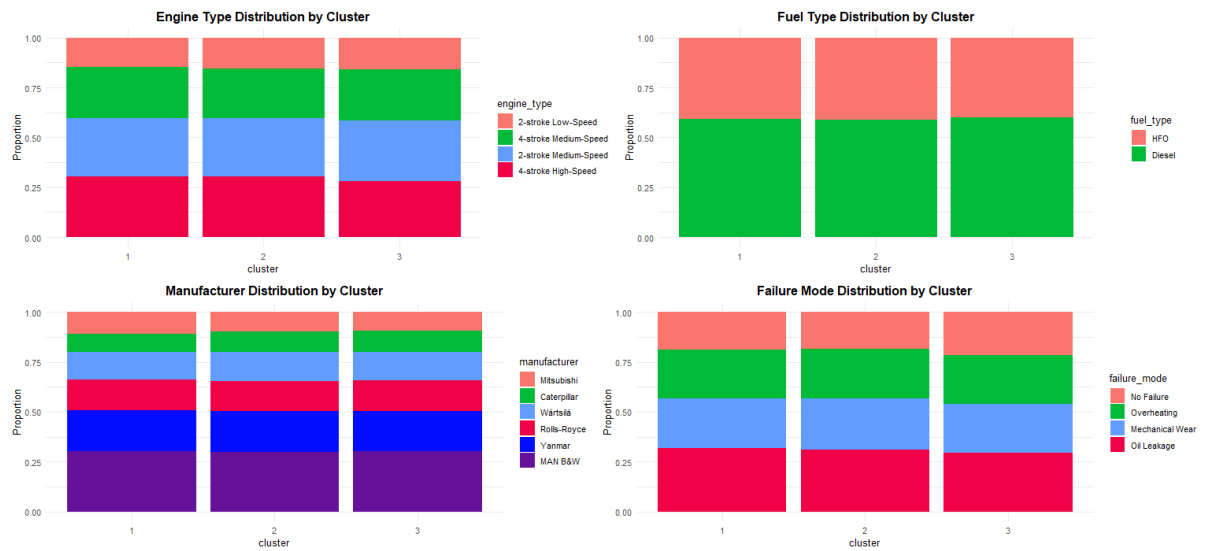 Engine Type Distribution by Cluster
1.00
0.75
0.50
0.25
0.00
Proportion
1
2
3
cluster
engine_type
2-stroke Low-Speed
4-stroke Medium-Speed
2-stroke Medium-Speed
4-stroke High-Speed
Fuel Type Distribution by Cluster
1.00
0.75
0.50
0.25
0.00
Proportion
1
2
3
cluster
fuel_type
HFO
Diesel
Manufacturer Distribution by Cluster
1.00
0.75
0.50
0.25
0.00
Proportion
1
2
3
cluster
manufacturer
Mitsubishi
Caterpillar
Wärtsilä
Rolls-Royce
Yanmar
MAN B&W
Failure Mode Distribution by Cluster
1.00
0.75
0.50
0.25
0.00
Proportion
1
2
3
cluster
failure_mode
No Failure
Overheating
Mechanical Wear
Oil Leakage